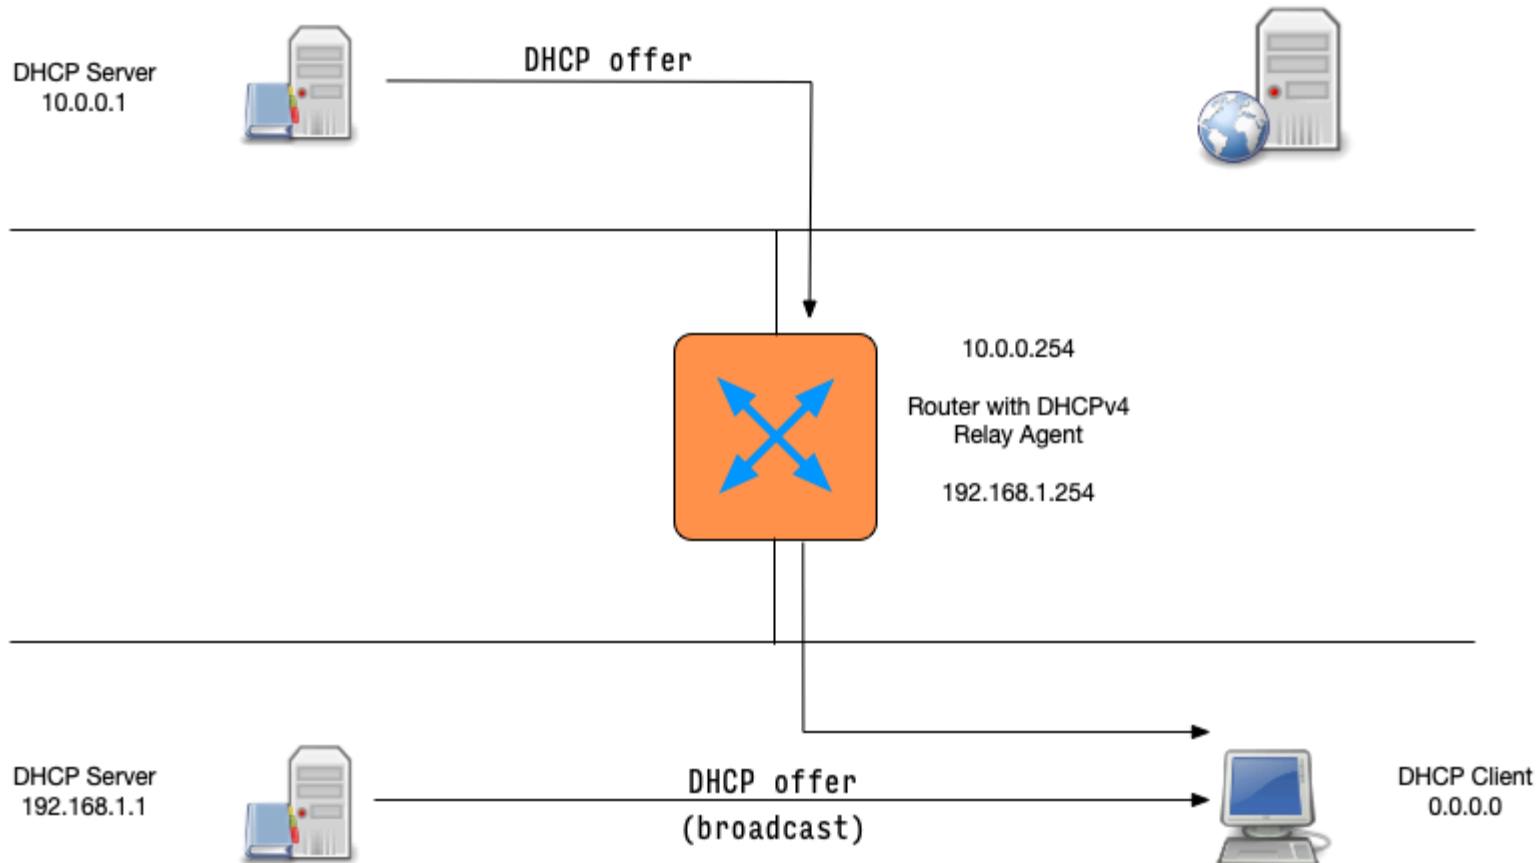 DHCP Server
10.0.0.1
DHCP offer
10.0.0.254
Router with DHCPv4
Relay Agent
192.168.1.254
DHCP Server
192.168.1.1
DHCP offer
(broadcast)
DHCP Client
0.0.0.0